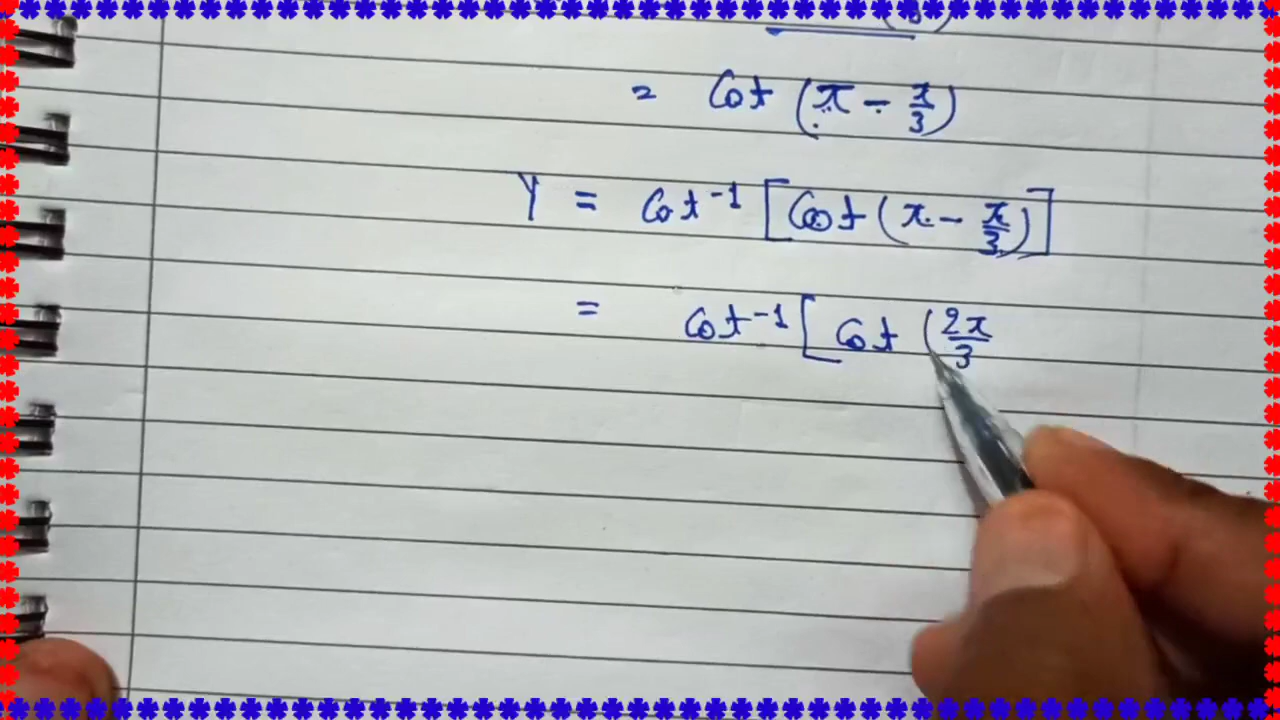 = Cot (π - π/3)
Y = Cot⁻¹ [Cot (π - π/3)]
= Cot⁻¹ [Cot (2π/3